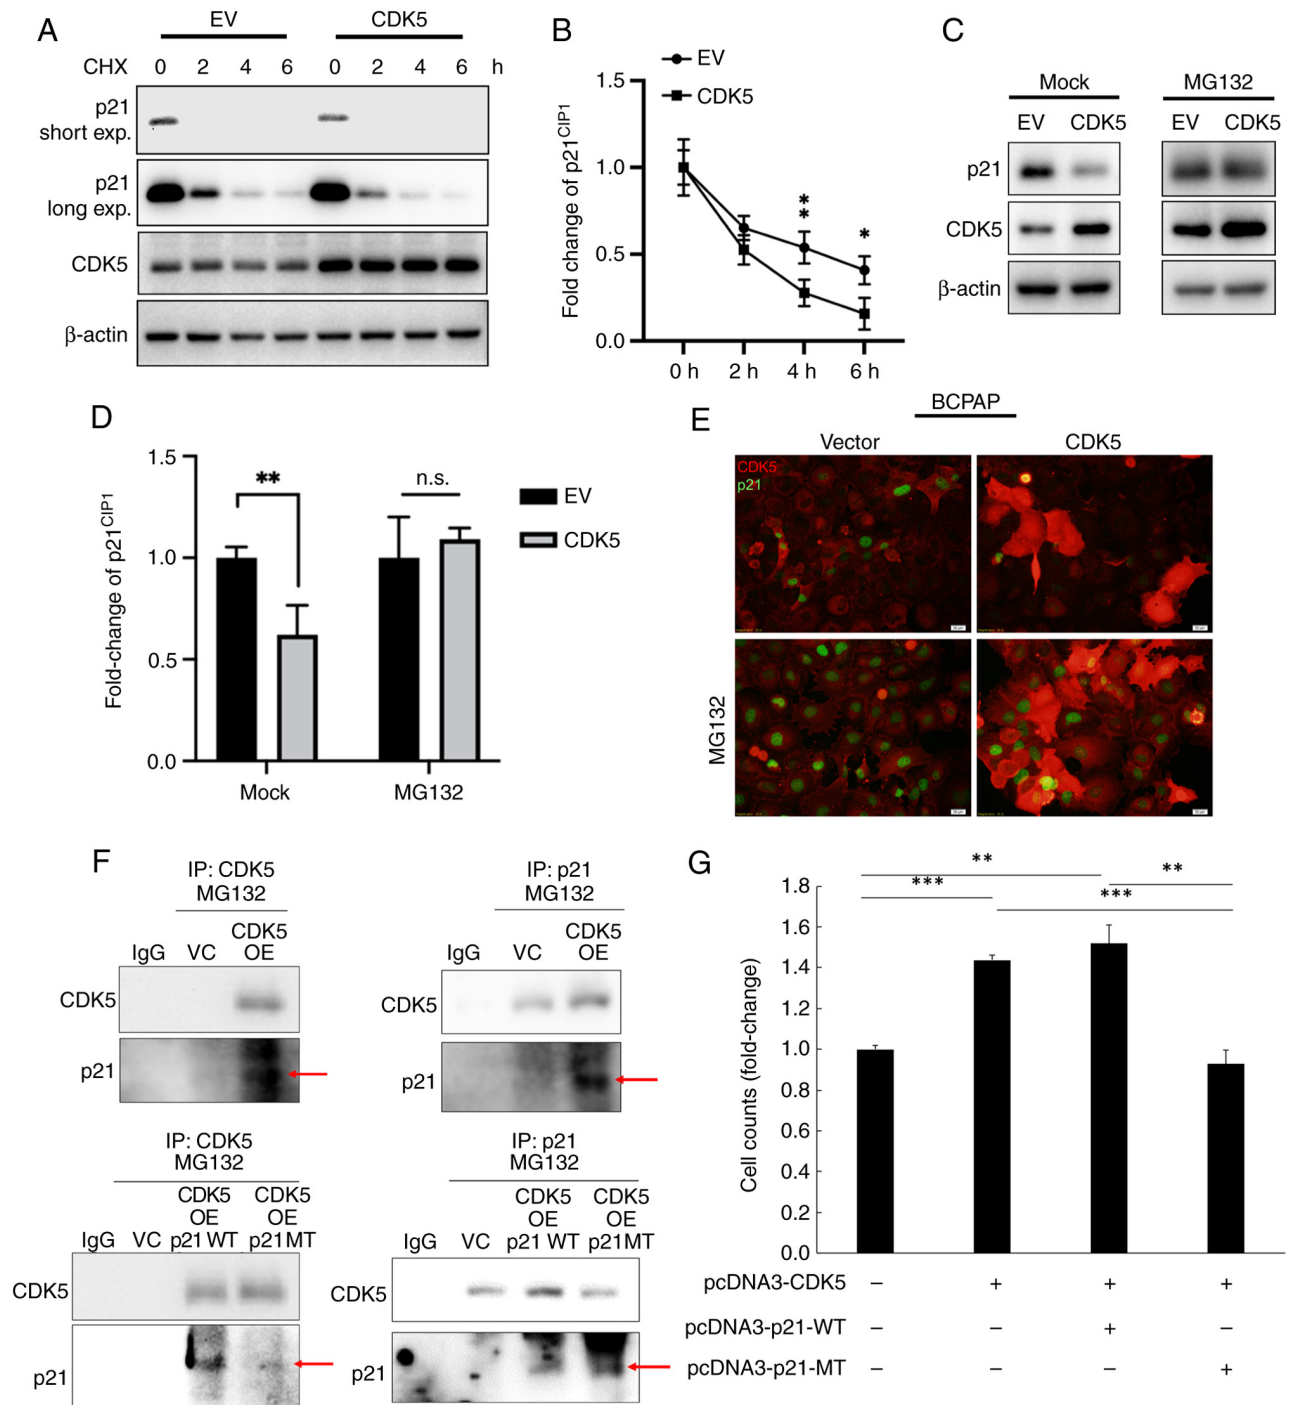 A
EV CDK5
CHX 0 2 4 6 0 2 4 6 h
p21
short exp.
p21
long exp.
CDK5
β-actin
B
EV
CDK5
Fold change of p21CIP1
1.5
1.0
0.5
0.0
*
*
*
0 h 2 h 4 h 6 h
C
Mock MG132
EV CDK5 EV CDK5
p21
CDK5
β-actin
D
Fold-change of p21CIP1
1.5
1.0
0.5
0.0
** n.s.
EV
CDK5
Mock MG132
E
BCPAP
Vector CDK5
CDK5
p21
MG132
F
IP: CDK5
MG132
IgG VC CDK5
OE
CDK5
p21
IP: p21
MG132
IgG VC CDK5
OE
CDK5
p21
IP: CDK5
MG132
CDK5 CDK5
OE OE
IgG VC p21 WT p21MT
CDK5
p21
IP: p21
MG132
CDK5 CDK5
OE OE
IgG VC p21 WT p21MT
CDK5
p21
G
Cell counts (fold-change)
1.8
1.6
1.4
1.2
1.0
0.8
0.6
0.4
0.2
0.0
** **
*** ***
pcDNA3-CDK5 – + + +
pcDNA3-p21-WT – – + –
pcDNA3-p21-MT – – – +